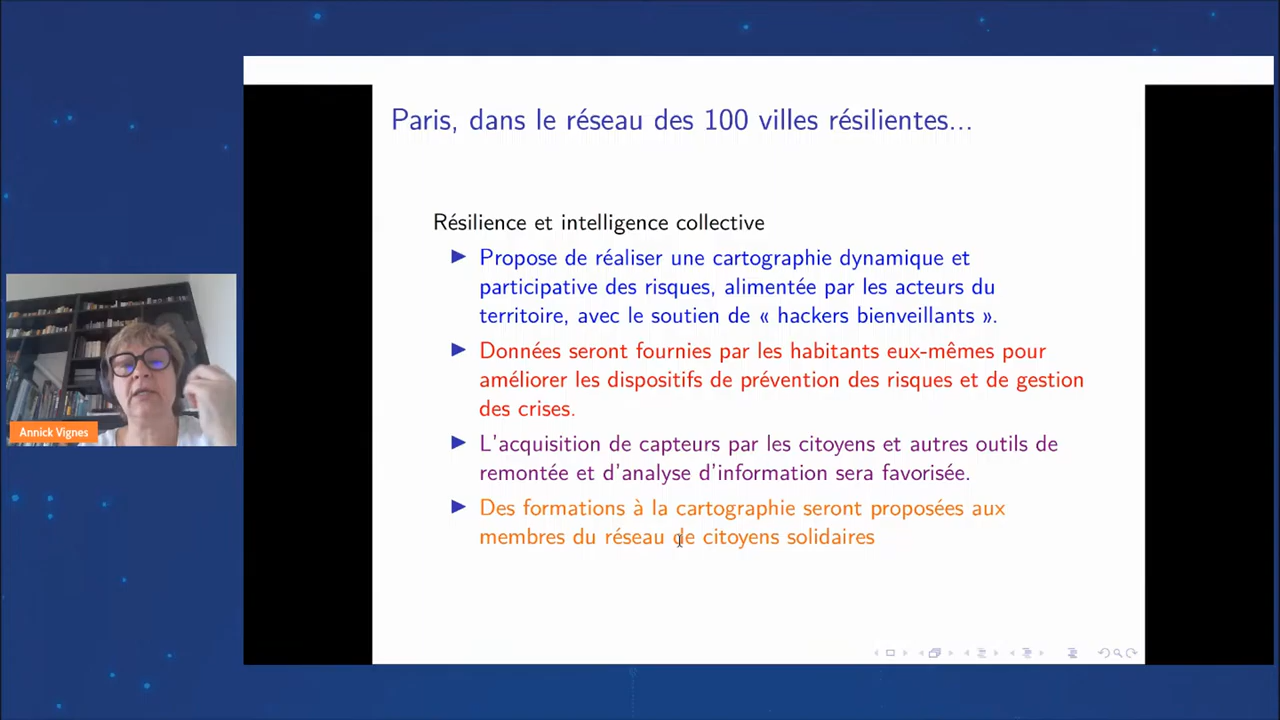 Paris, dans le réseau des 100 villes résilientes...
Résilience et intelligence collective
Propose de réaliser une cartographie dynamique et
participative des risques, alimentée par les acteurs du
territoire, avec le soutien de « hackers bienveillants ».
Données seront fournies par les habitants eux-mêmes pour
améliorer les dispositifs de prévention des risques et de gestion
des crises.
L'acquisition de capteurs par les citoyens et autres outils de
remontée et d'analyse d'information sera favorisée.
Des formations à la cartographie seront proposées aux
membres du réseau de citoyens solidaires
Annick Vignes